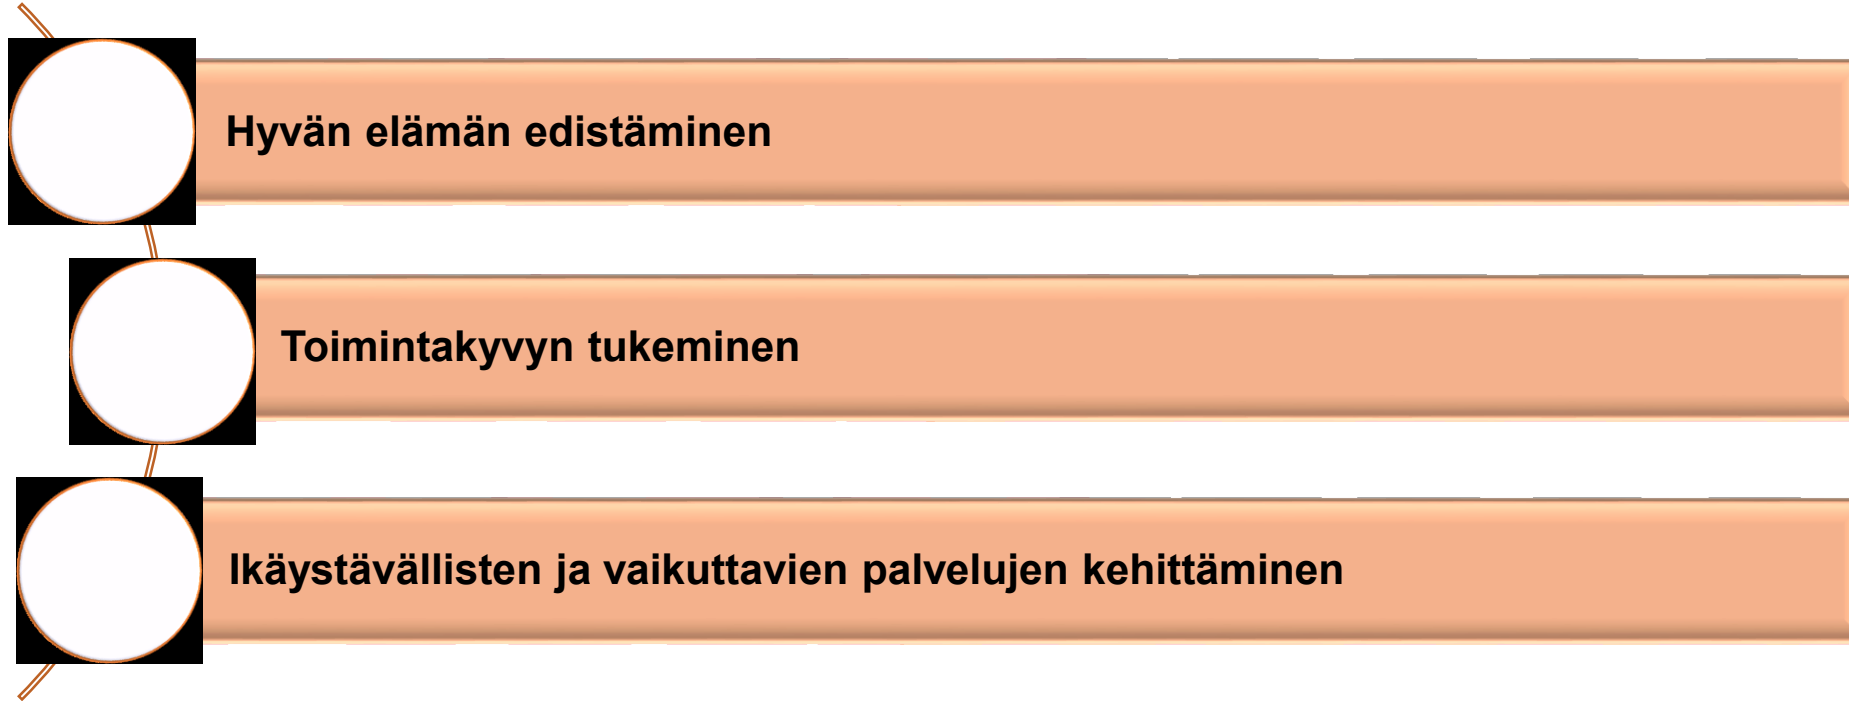 Hyvän elämän edistäminen
Toimintakyvyn tukeminen
Ikäystävällisten ja vaikuttavien palvelujen kehittäminen